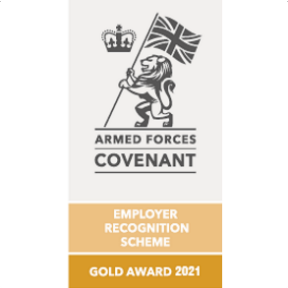 ARMED FORCES
COVENANT
EMPLOYER
RECOGNITION
SCHEME
GOLD AWARD 2021